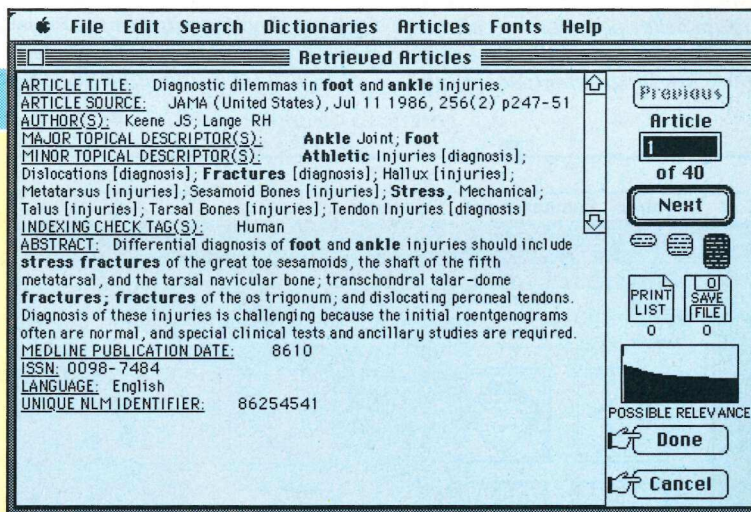 File Edit Search Dictionaries Articles Fonts Help
Retrieved Articles
ARTICLE TITLE: Diagnostic dilemmas in foot and ankle injuries.
ARTICLE SOURCE: JAMA (United States), Jul 11 1986, 256(2) p247-51
AUTHOR(S): Keene JS; Lange RH
MAJOR TOPICAL DESCRIPTOR(S): Ankle Joint; Foot
MINOR TOPICAL DESCRIPTOR(S): Athletic Injuries [diagnosis];
Dislocations [diagnosis]; Fractures [diagnosis]; Hallux [injuries];
Metatarsus [injuries]; Sesamoid Bones [injuries]; Stress, Mechanical;
Talus [injuries]; Tarsal Bones [injuries]; Tendon Injuries [diagnosis]
INDEXING CHECK TAG(S): Human
ABSTRACT: Differential diagnosis of foot and ankle injuries should include
stress fractures of the great toe sesamoids, the shaft of the fifth
metatarsal, and the tarsal navicular bone; transchondral talar-dome
fractures; fractures of the os trigonum; and dislocating peroneal tendons.
Diagnosis of these injuries is challenging because the initial roentgenograms
often are normal, and special clinical tests and ancillary studies are required.
MEDLINE PUBLICATION DATE: 8610
ISSN: 0098-7484
LANGUAGE: English
UNIQUE NLM IDENTIFIER: 86254541
Previous
Article
1
of 40
Next
PRINT LIST
0
SAVE FILE
0
POSSIBLE RELEVANCE
Done
Cancel